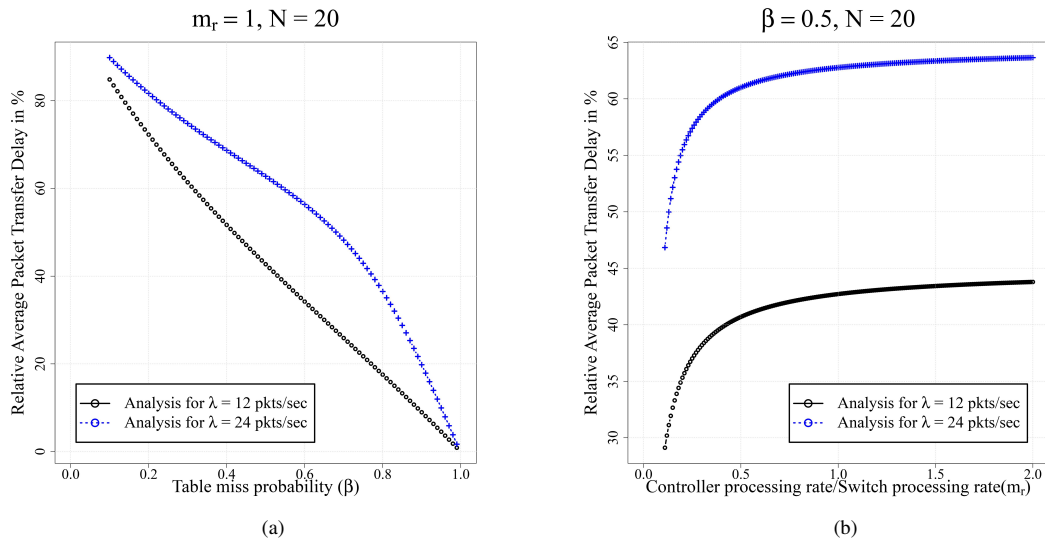 m_r = 1, N = 20
Relative Average Packet Transfer Delay in %
80
60
40
20
0
Analysis for λ = 12 pkts/sec
Analysis for λ = 24 pkts/sec
0.0 0.2 0.4 0.6 0.8 1.0
Table miss probability (β)
(a)
β = 0.5, N = 20
Relative Average Packet Transfer Delay in %
65
60
55
50
45
40
35
30
Analysis for λ = 12 pkts/sec
Analysis for λ = 24 pkts/sec
0.0 0.5 1.0 1.5 2.0
Controller processing rate/Switch processing rate(m_r)
(b)